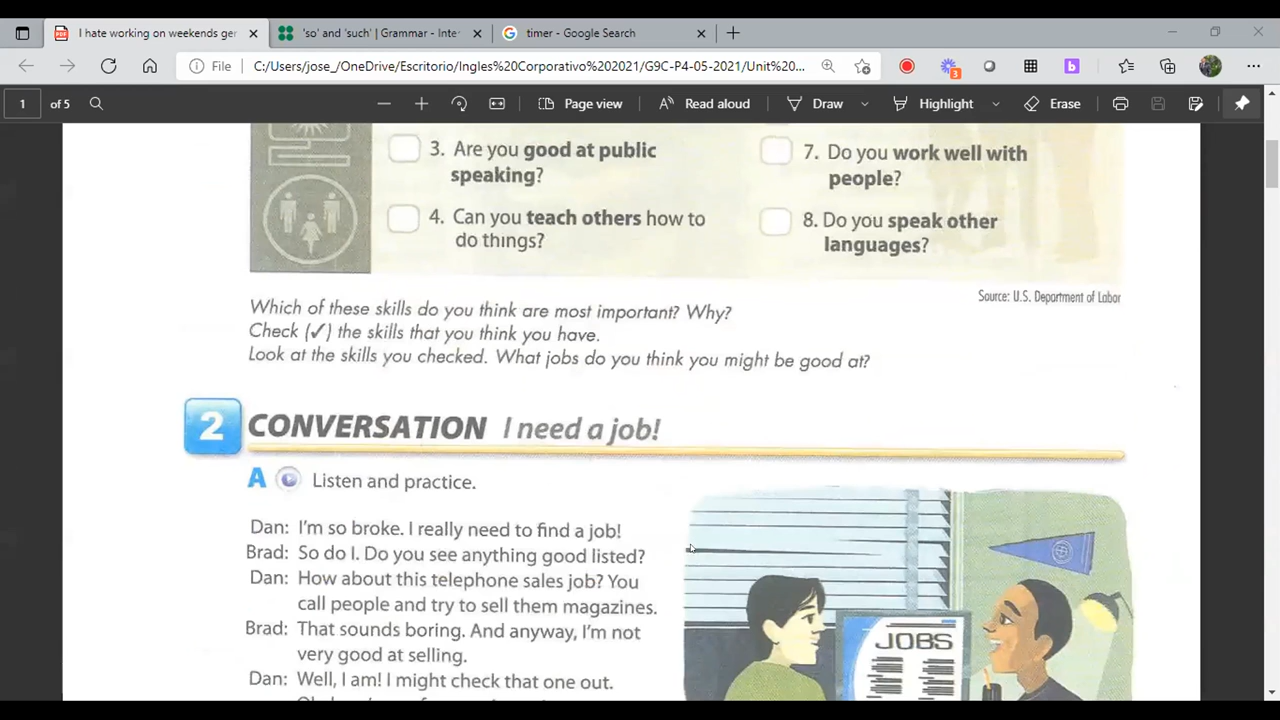 I hate working on weekends ger
'so' and 'such' | Grammar - Inte
timer - Google Search
File
C:/Users/jose_/OneDrive/Escritorio/Ingles%20Corporativo%202021/G9C-P4-05-2021/Unit%20...
3
b
1 of 5
Page view
Read aloud
Draw
Highlight
Erase
3. Are you good at public
speaking?
4. Can you teach others how to
do things?
7. Do you work well with
people?
8. Do you speak other
languages?
Source: U.S. Department of Labor
Which of these skills do you think are most important? Why?
Check (✓) the skills that you think you have.
Look at the skills you checked. What jobs do you think you might be good at?
2 CONVERSATION I need a job!
A Listen and practice.
Dan: I'm so broke. I really need to find a job!
Brad: So do I. Do you see anything good listed?
Dan: How about this telephone sales job? You
call people and try to sell them magazines.
Brad: That sounds boring. And anyway, I'm not
very good at selling.
Dan: Well, I am! I might check that one out.
JOBS